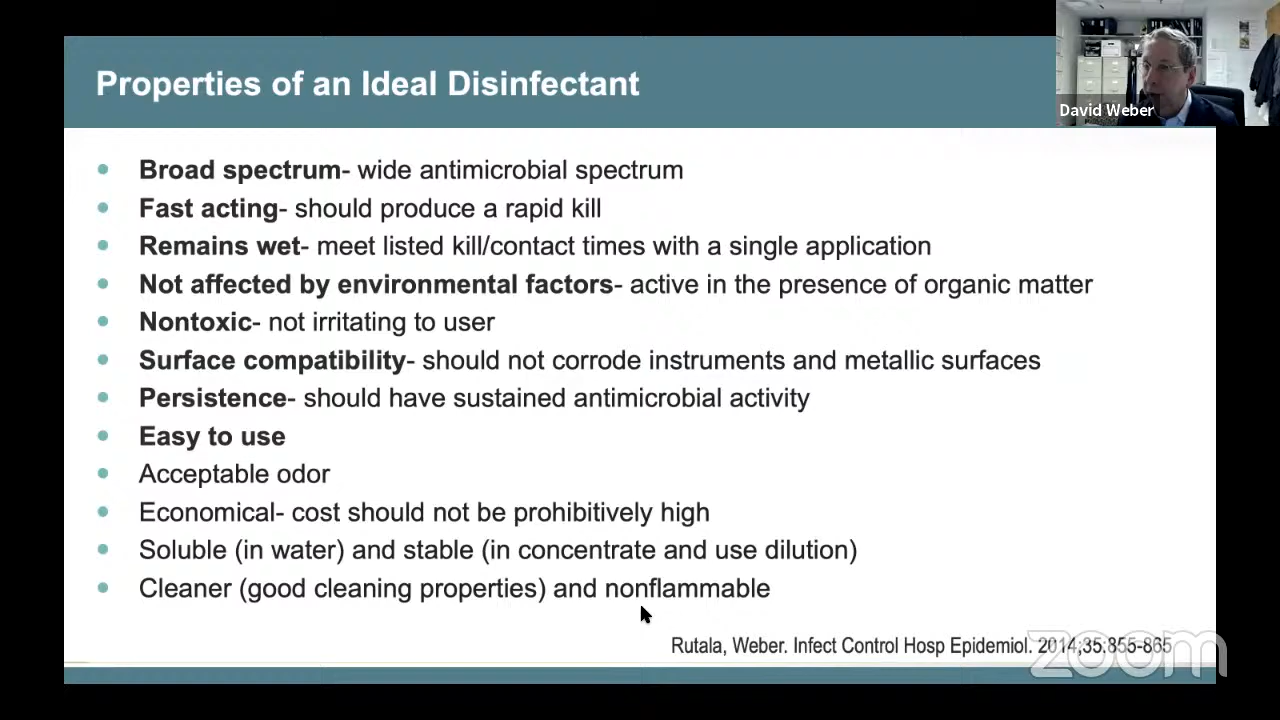 Properties of an Ideal Disinfectant
David Weber
Broad spectrum- wide antimicrobial spectrum
Fast acting- should produce a rapid kill
Remains wet- meet listed kill/contact times with a single application
Not affected by environmental factors- active in the presence of organic matter
Nontoxic- not irritating to user
Surface compatibility- should not corrode instruments and metallic surfaces
Persistence- should have sustained antimicrobial activity
Easy to use
Acceptable odor
Economical- cost should not be prohibitively high
Soluble (in water) and stable (in concentrate and use dilution)
Cleaner (good cleaning properties) and nonflammable
Rutala, Weber. Infect Control Hosp Epidemiol. 2014;35:855-865
zoom